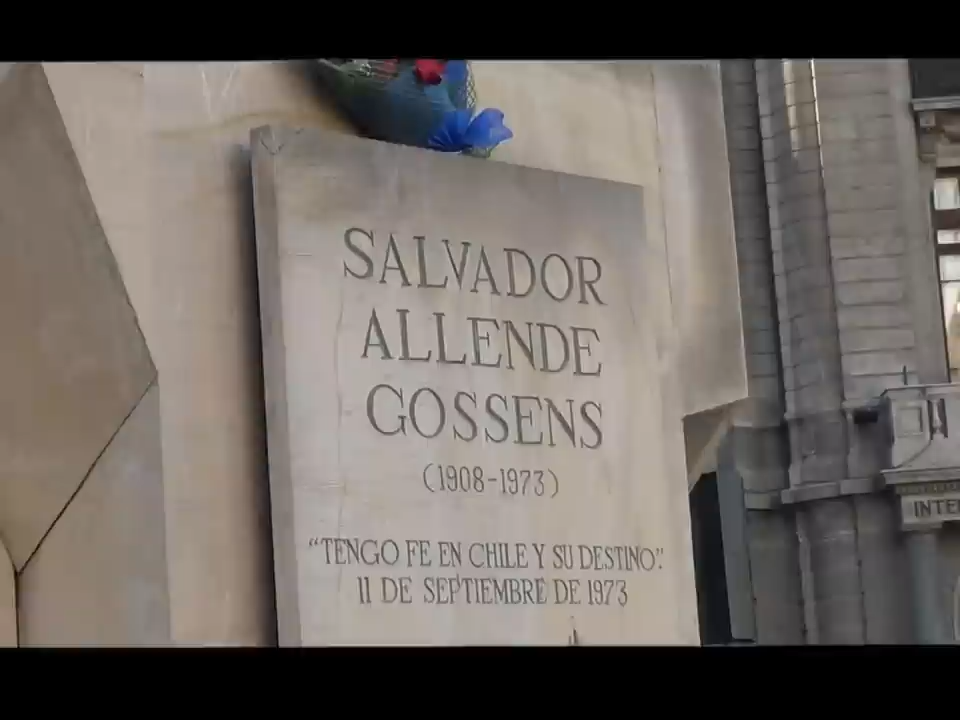 SALVADOR
ALLENDE
GOSSENS
(1908-1973)
“TENGO FE EN CHILE Y SU DESTINO”.
11 DE SEPTIEMBRE DE 1973